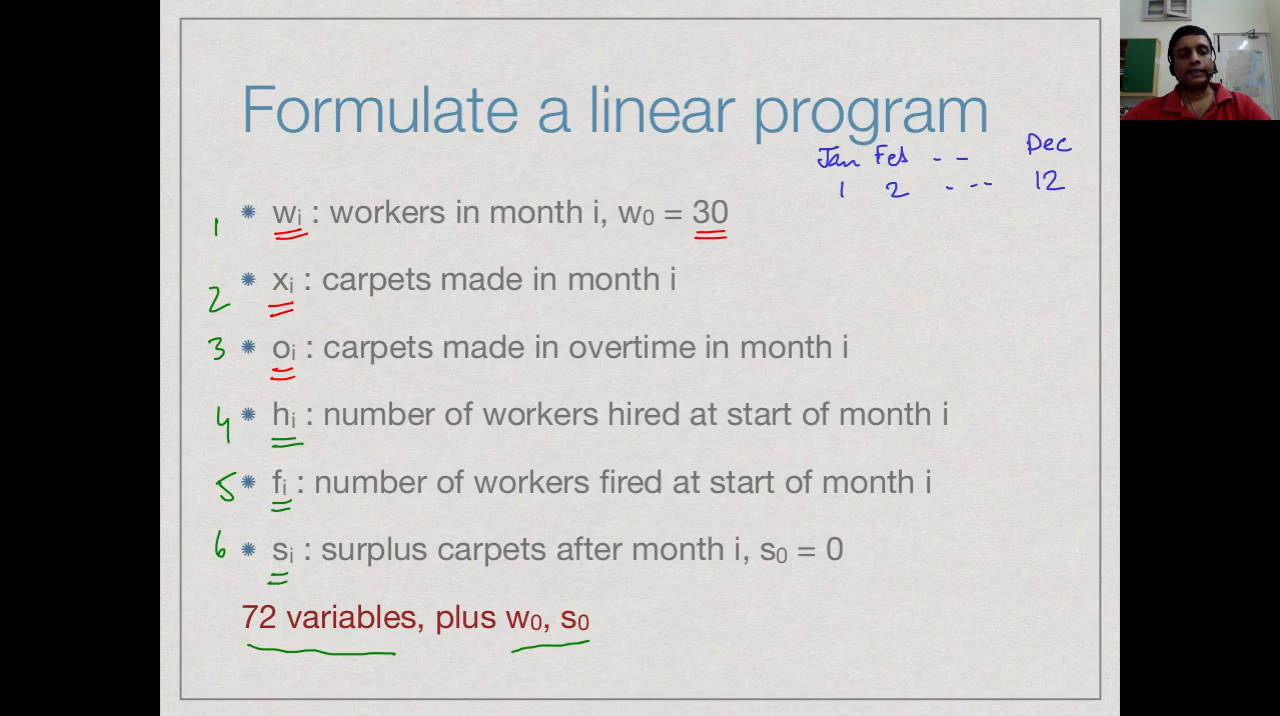 Formulate a linear program
Jan Feb - - Dec
1 2 - -- 12
1 * wᵢ : workers in month i, w₀ = 30
2 * xᵢ : carpets made in month i
3 * oᵢ : carpets made in overtime in month i
4 * hᵢ : number of workers hired at start of month i
5 * fᵢ : number of workers fired at start of month i
6 * sᵢ : surplus carpets after month i, s₀ = 0
72 variables, plus w₀, s₀